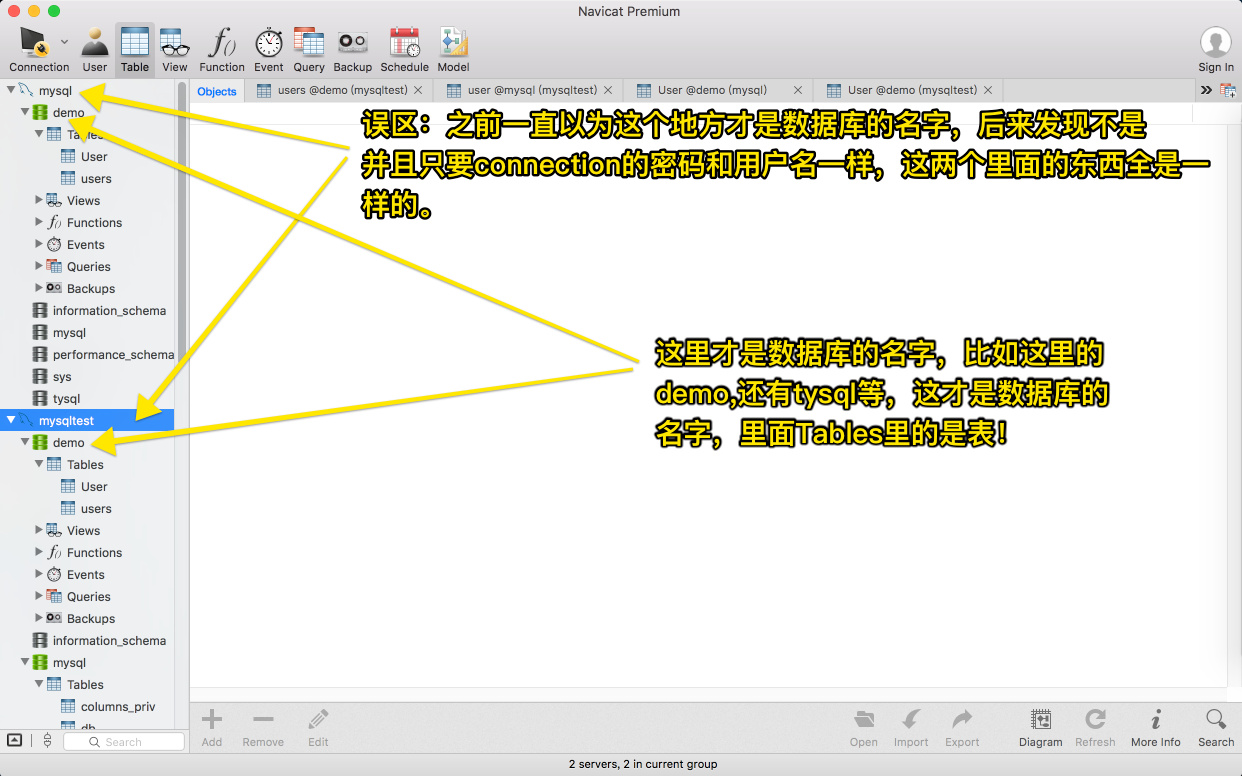 Navicat Premium
Connection
User
Table
View
Function
Event
Query
Backup
Schedule
Model
Sign In
Objects
users @demo (mysqltest)
user @mysql (mysqltest)
User @demo (mysql)
User @demo (mysqltest)
mysql
demo
Tables
User
users
Views
Functions
Events
Queries
Backups
information_schema
mysql
performance_schema
sys
tysql
mysqltest
demo
Tables
User
users
Views
Functions
Events
Queries
Backups
information_schema
mysql
Tables
columns_priv
db
误区：之前一直以为这个地方才是数据库的名字，后来发现不是
并且只要connection的密码和用户名一样，这两个里面的东西全是一
样的。
这里才是数据库的名字，比如这里的
demo,还有tysql等，这才是数据库的
名字，里面Tables里的是表！
Search
Add
Remove
Edit
Open
Import
Export
Diagram
Refresh
More Info
Search
2 servers, 2 in current group